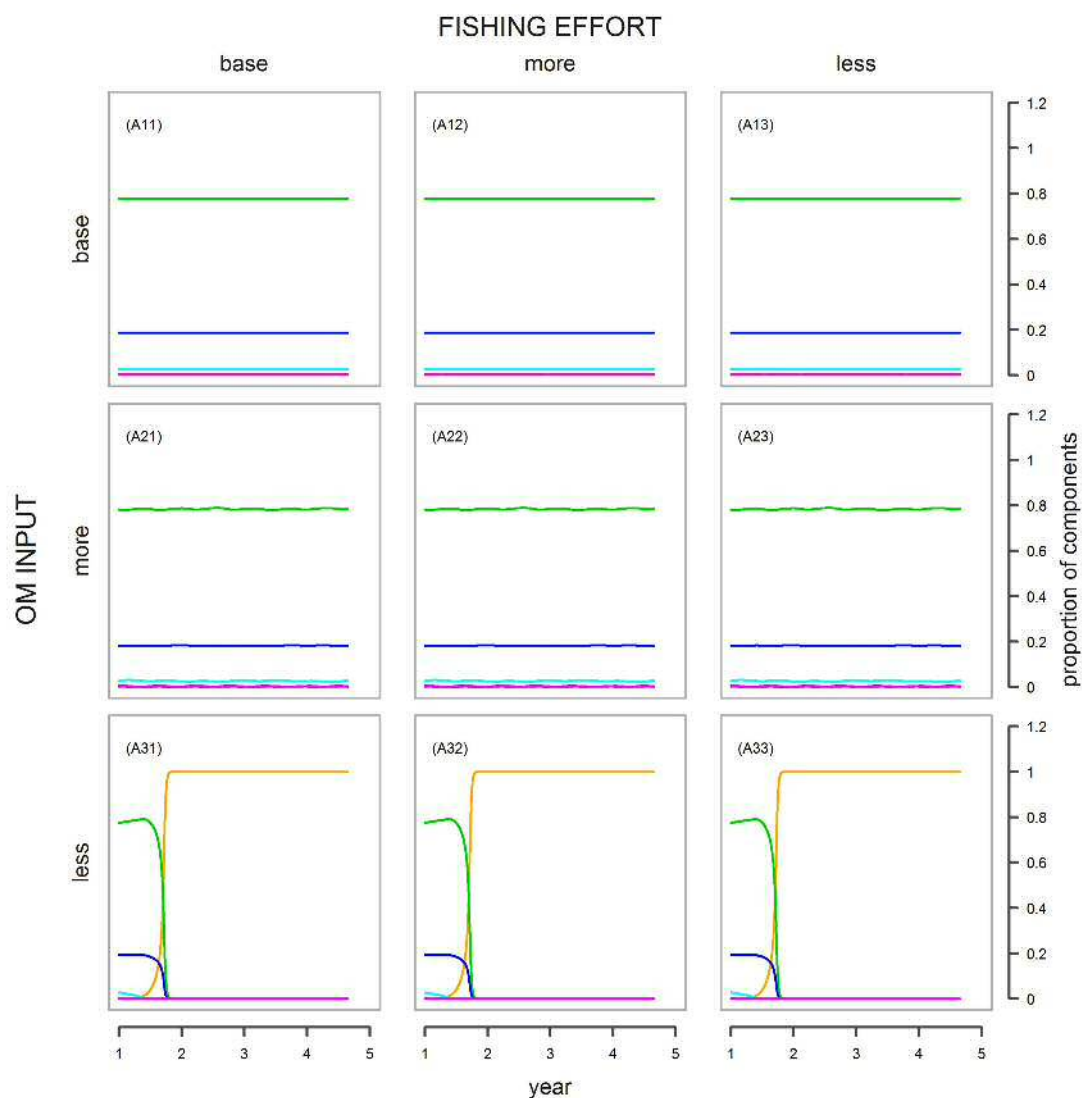 FISHING EFFORT
base more less
OM INPUT
base
(A11) (A12) (A13)
1.2
1
0.8
0.6
0.4
0.2
0
more
(A21) (A22) (A23)
1.2
1
0.8
0.6
0.4
0.2
0
proportion of components
less
(A31) (A32) (A33)
1.2
1
0.8
0.6
0.4
0.2
0
1 2 3 4 5 1 2 3 4 5 1 2 3 4 5
year